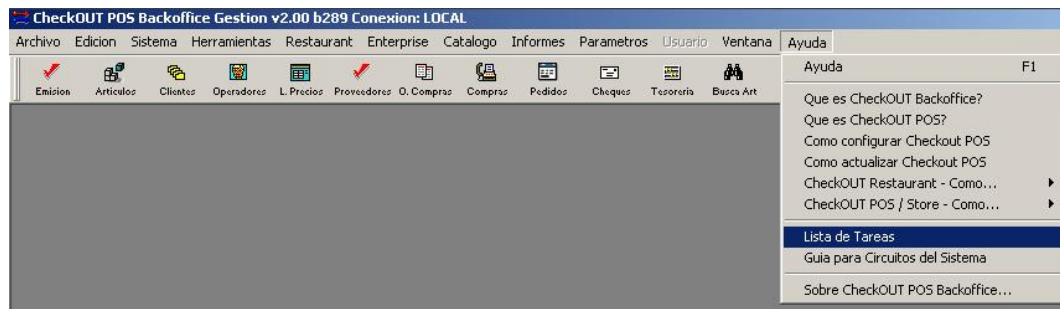 CheckOUT POS Backoffice Gestion v2.00 b289 Conexion: LOCAL
Archivo Edicion Sistema Herramientas Restaurant Enterprise Catalogo Informes Parametros Usuario Ventana Ayuda
Emision Articulos Clientes Operadores L. Precios Proveedores O. Compras Compras Pedidos Cheques Tesoreria Busca Art
Ayuda F1
Que es CheckOUT Backoffice?
Que es CheckOUT POS?
Como configurar Checkout POS
Como actualizar Checkout POS
CheckOUT Restaurant - Como...
CheckOUT POS / Store - Como...
Lista de Tareas
Guia para Circuitos del Sistema
Sobre CheckOUT POS Backoffice...